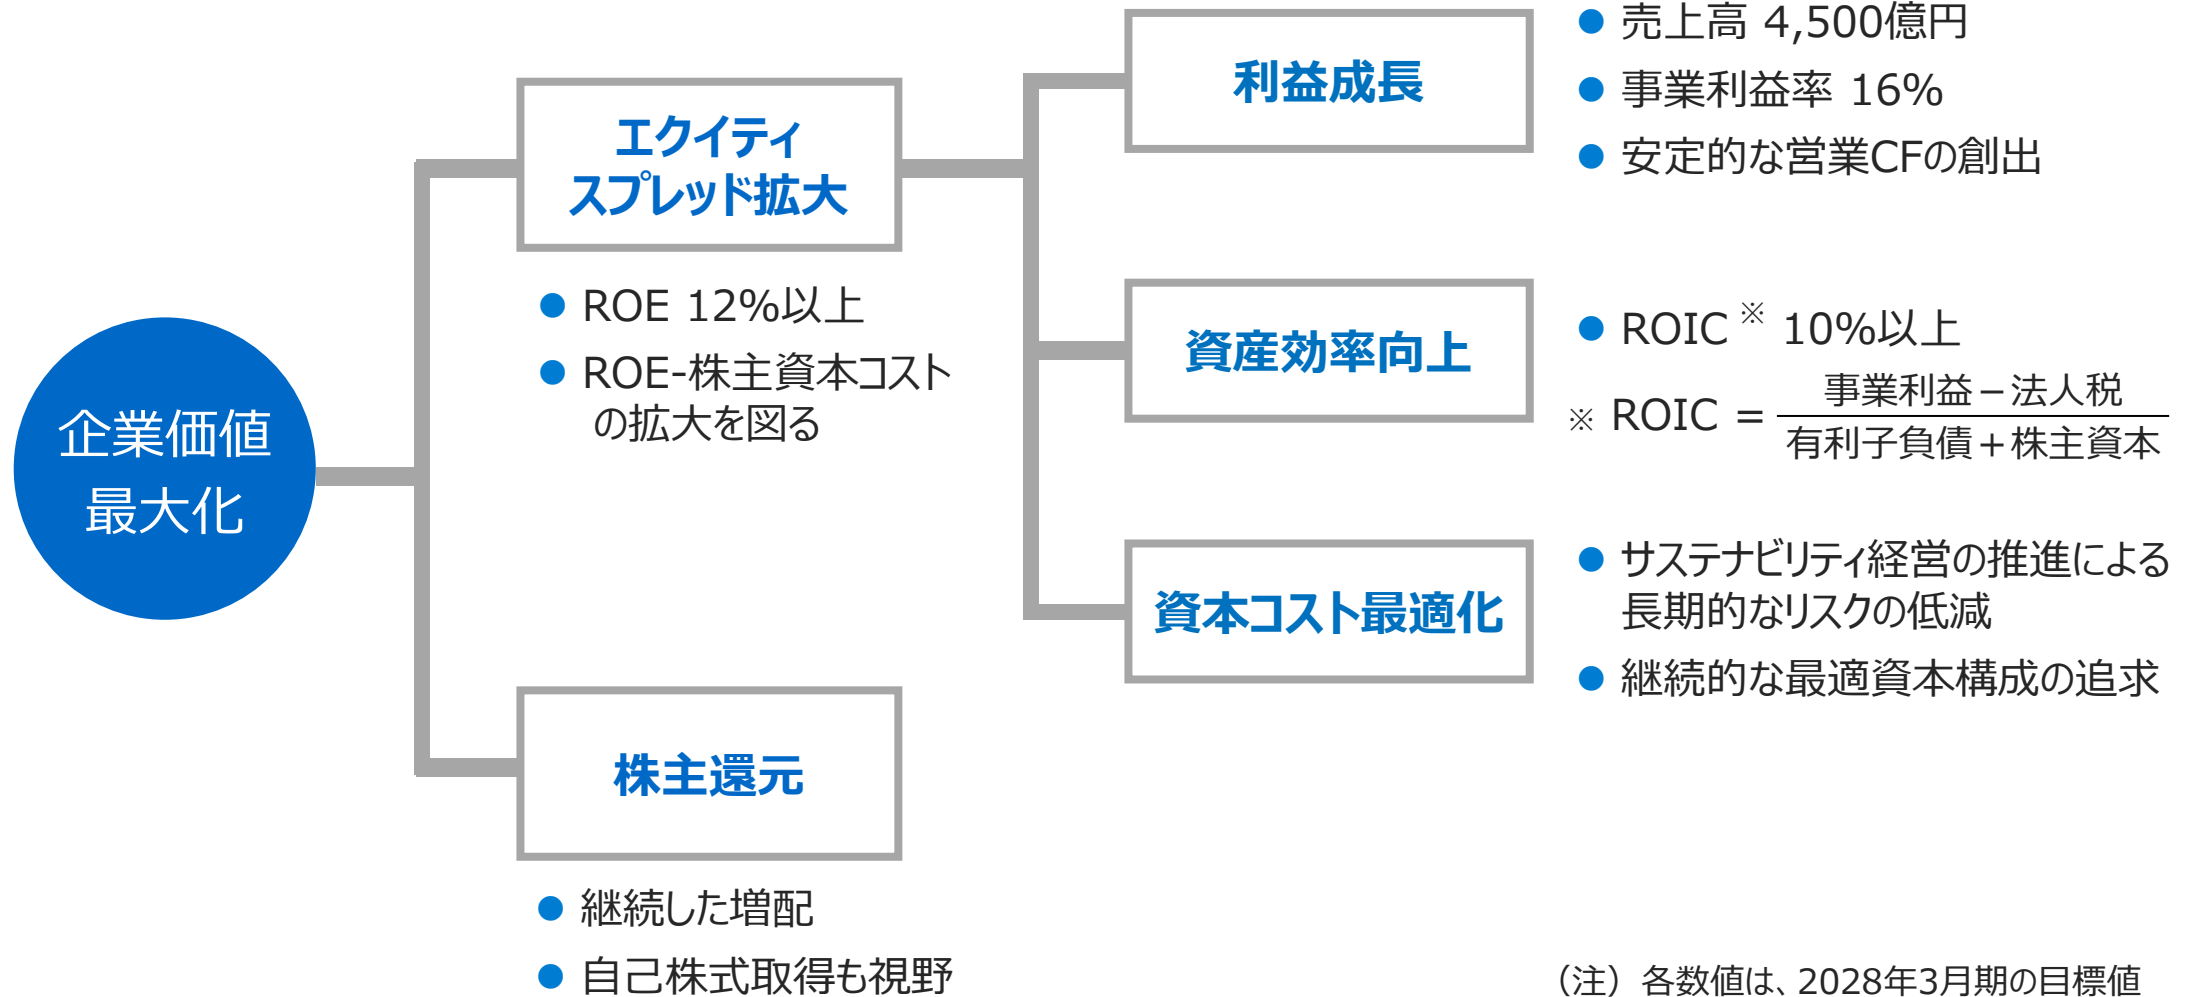 企業価値
最大化
エクイティ
スプレッド拡大
● ROE 12%以上
● ROE-株主資本コスト
の拡大を図る
株主還元
● 継続した増配
● 自己株式取得も視野
利益成長
● 売上高 4,500億円
● 事業利益率 16%
● 安定的な営業CFの創出
資産効率向上
● ROIC※ 10%以上
※ ROIC =
事業利益－法人税
有利子負債＋株主資本
資本コスト最適化
● サステナビリティ経営の推進による
長期的なリスクの低減
● 継続的な最適資本構成の追求
（注）各数値は、2028年3月期の目標値